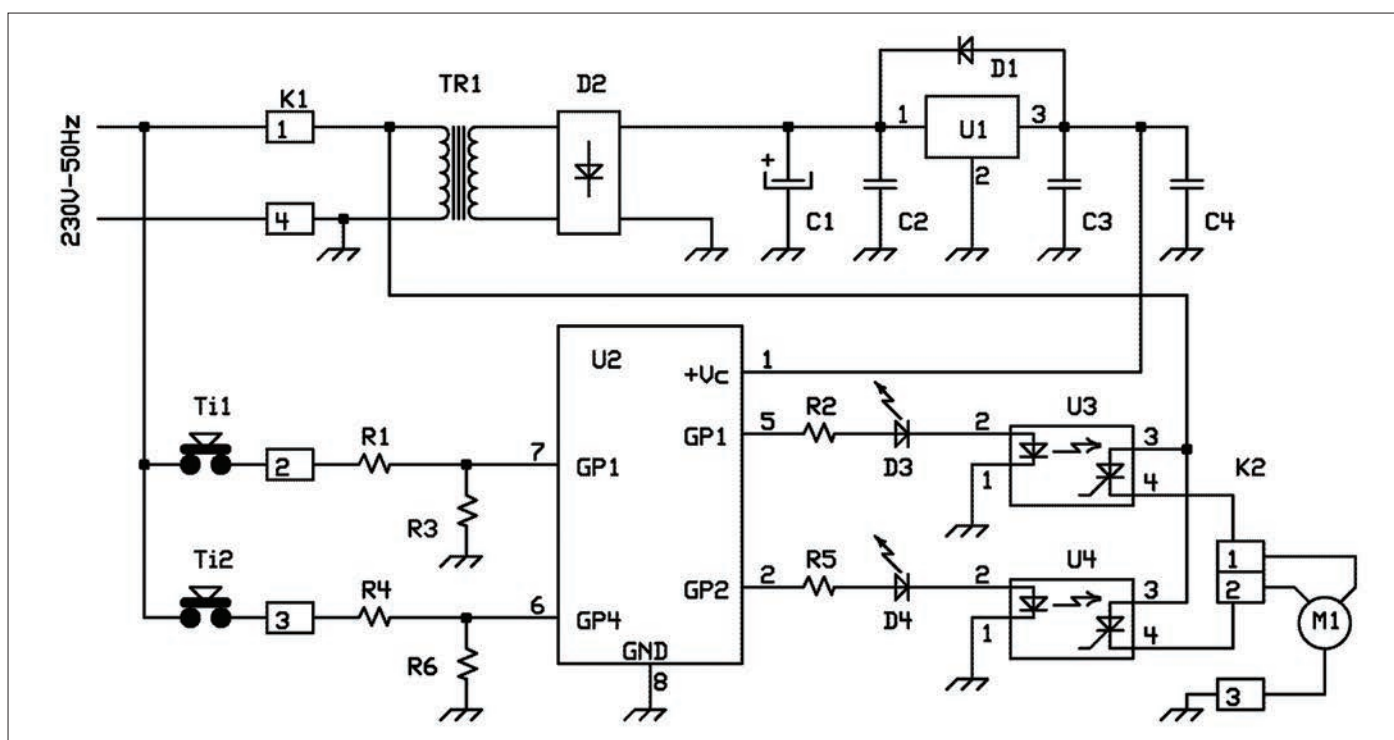 TR1
D2
D1
K1
1
1
U1
3
2
+
C1
C2
C3
C4
230V-50Hz
4
U2
+Vc
1
Ti1
R1
7
GP1
GP1
5
R2
D3
2
U3
3
1
4
K2
2
R3
Ti2
R4
6
GP4
GP2
2
R5
D4
2
U4
3
1
4
1
2
M1
3
R6
GND
8
3